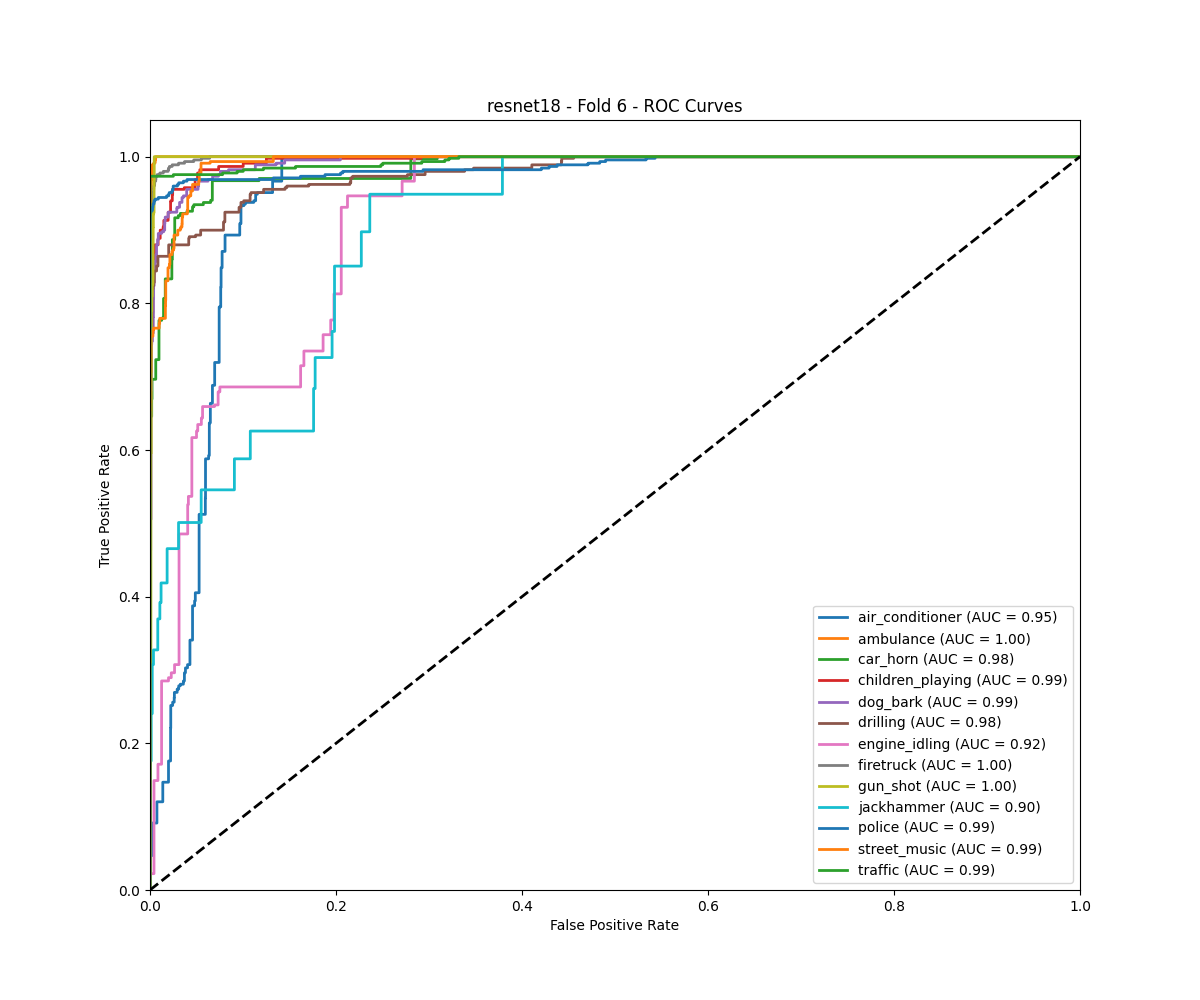 resnet18 - Fold 6 - ROC Curves
1.0
0.8
0.6
0.4
0.2
0.0
True Positive Rate
air_conditioner (AUC = 0.95)
ambulance (AUC = 1.00)
car_horn (AUC = 0.98)
children_playing (AUC = 0.99)
dog_bark (AUC = 0.99)
drilling (AUC = 0.98)
engine_idling (AUC = 0.92)
firetruck (AUC = 1.00)
gun_shot (AUC = 1.00)
jackhammer (AUC = 0.90)
police (AUC = 0.99)
street_music (AUC = 0.99)
traffic (AUC = 0.99)
0.0 0.2 0.4 0.6 0.8 1.0
False Positive Rate